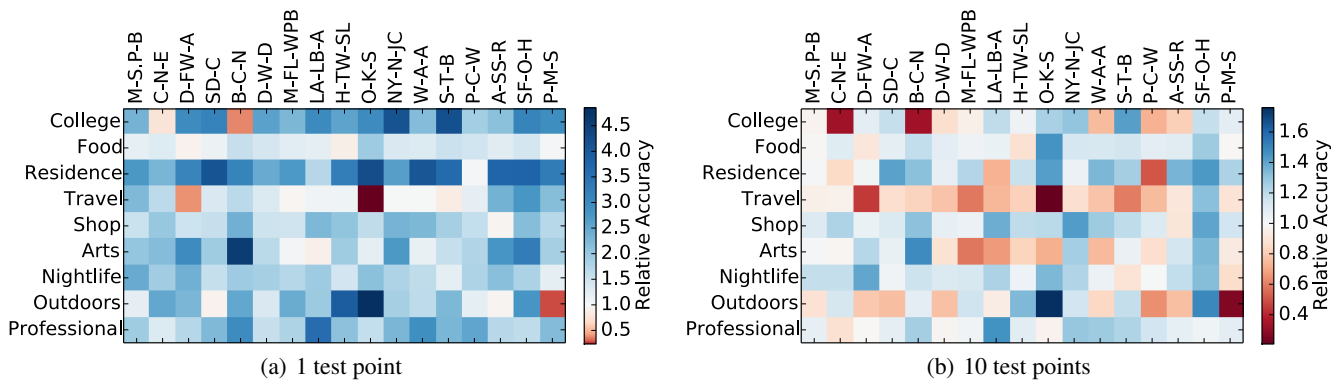 M-S.P-B
C-N-E
D-FW-A
SD-C
B-C-N
D-W-D
M-FL-WPB
LA-LB-A
H-TW-SL
O-K-S
NY-N-JC
W-A-A
S-T-B
P-C-W
A-SS-R
SF-O-H
P-M-S
College
Food
Residence
Travel
Shop
Arts
Nightlife
Outdoors
Professional
4.5
4.0
3.5
3.0
2.5
2.0
1.5
1.0
0.5
Relative Accuracy
(a) 1 test point
M-S.P-B
C-N-E
D-FW-A
SD-C
B-C-N
D-W-D
M-FL-WPB
LA-LB-A
H-TW-SL
O-K-S
NY-N-JC
W-A-A
S-T-B
P-C-W
A-SS-R
SF-O-H
P-M-S
College
Food
Residence
Travel
Shop
Arts
Nightlife
Outdoors
Professional
1.6
1.4
1.2
1.0
0.8
0.6
0.4
Relative Accuracy
(b) 10 test points